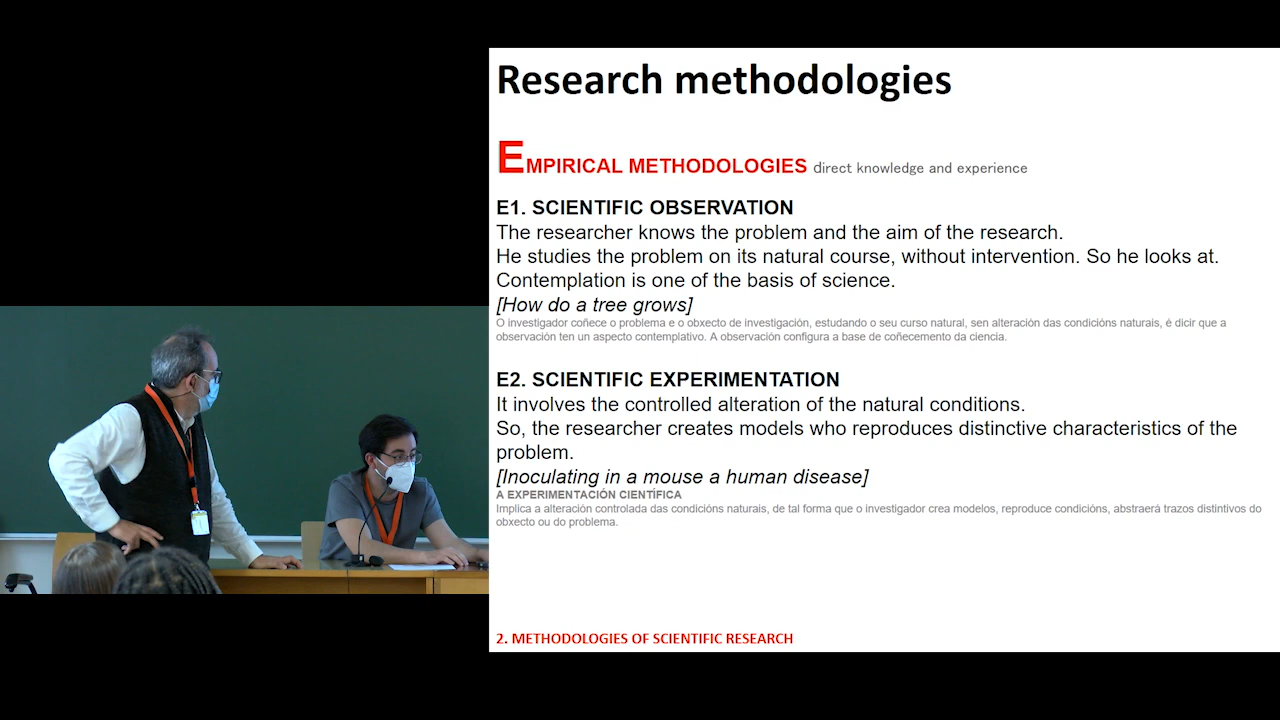 Research methodologies
EMPIRICAL METHODOLOGIES direct knowledge and experience
E1. SCIENTIFIC OBSERVATION
The researcher knows the problem and the aim of the research.
He studies the problem on its natural course, without intervention. So he looks at.
Contemplation is one of the basis of science.
[How do a tree grows]
O investigador coñece o problema e o obxecto de investigación, estudando o seu curso natural, sen alteración das condicións naturais, é dicir que a
observación ten un aspecto contemplativo. A observación configura a base de coñecemento da ciencia.
E2. SCIENTIFIC EXPERIMENTATION
It involves the controlled alteration of the natural conditions.
So, the researcher creates models who reproduces distinctive characteristics of the
problem.
[Inoculating in a mouse a human disease]
A EXPERIMENTACIÓN CIENTÍFICA
Implica a alteración controlada das condicións naturais, de tal forma que o investigador crea modelos, reproduce condicións, abstraerá trazos distintivos do
obxecto ou do problema.
2. METHODOLOGIES OF SCIENTIFIC RESEARCH